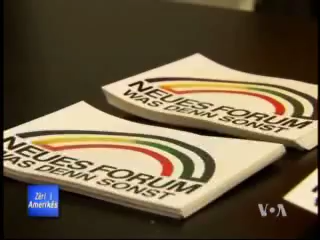 NEUES FORUM
WAS DENN SONST
NEUES FORUM
WAS DENN SONST
Zëri i
Amerikës
VOA